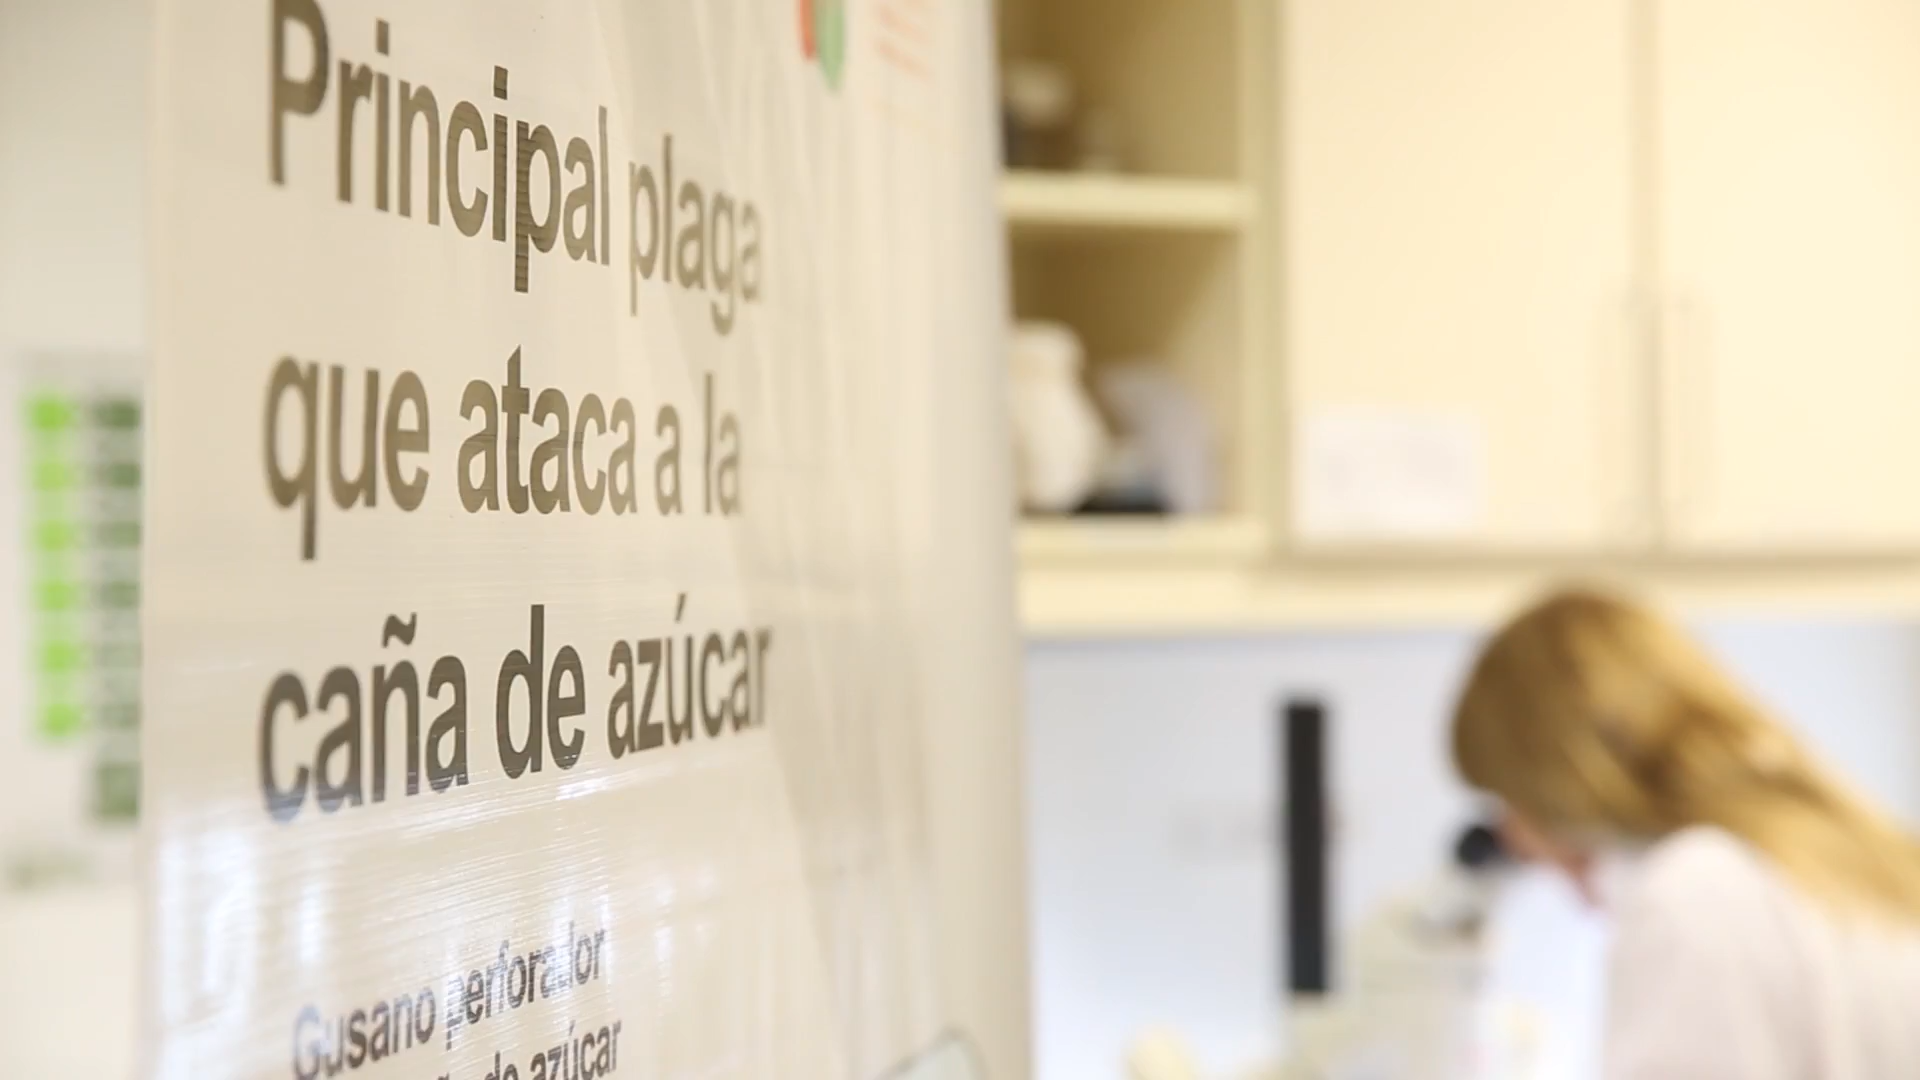 Principal plaga
que ataca a la
caña de azúcar
Gusano perforador
de azúcar